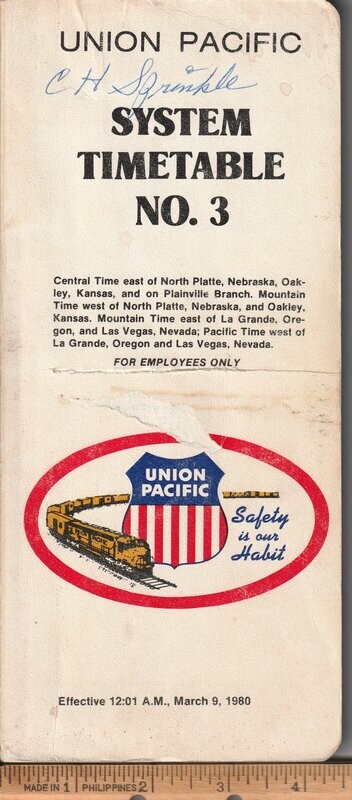 UNION PACIFIC
C H Sprinkle
SYSTEM
TIMETABLE
NO. 3
Central Time east of North Platte, Nebraska, Oak-
ley, Kansas, and on Plainville Branch. Mountain
Time west of North Platte, Nebraska, and Oakley,
Kansas. Mountain Time east of La Grande, Ore-
gon, and Las Vegas, Nevada; Pacific Time west of
La Grande, Oregon and Las Vegas, Nevada.
FOR EMPLOYEES ONLY
UNION
PACIFIC
Safety
is our
Habit
Effective 12:01 A.M., March 9, 1980
MADE IN 1 PHILIPPINES 2 3 4